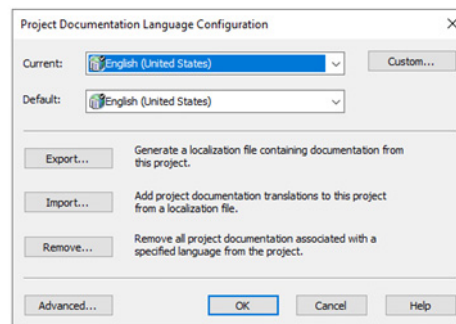 Project Documentation Language Configuration
Current: English (United States) Custom...
Default: English (United States)
Export... Generate a localization file containing documentation from
this project.
Import... Add project documentation translations to this project
from a localization file.
Remove... Remove all project documentation associated with a
specified language from the project.
Advanced... OK Cancel Help